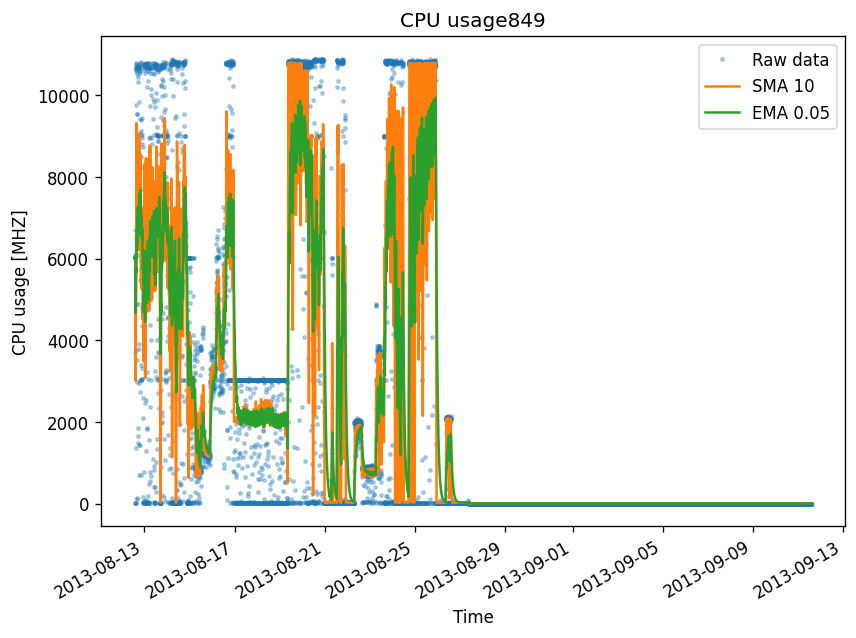 CPU usage849
Raw data
SMA 10
EMA 0.05
CPU usage [MHZ]
10000
8000
6000
4000
2000
0
2013-08-13
2013-08-17
2013-08-21
2013-08-25
2013-08-29
2013-09-01
2013-09-05
2013-09-09
2013-09-13
Time